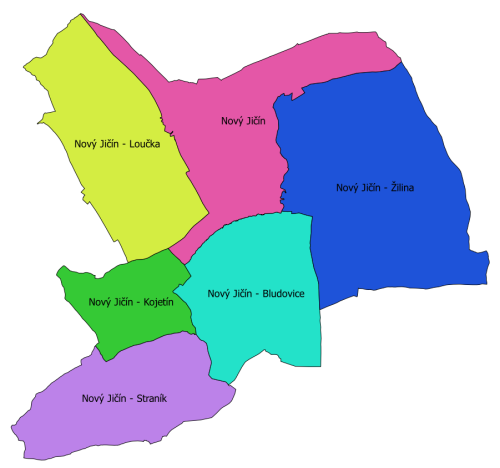 Nový Jičín
Nový Jičín - Loučka
Nový Jičín - Žilina
Nový Jičín - Bludovice
Nový Jičín - Kojetín
Nový Jičín - Straník